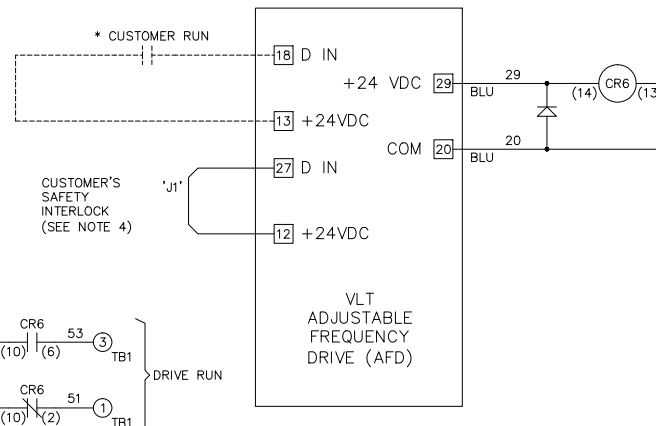 * CUSTOMER RUN
18 D IN
+24 VDC 29
BLU
29
(14) CR6 (13
13 +24VDC
COM 20
BLU
20
27 D IN
CUSTOMER'S
SAFETY
INTERLOCK
(SEE NOTE 4)
'J1'
12 +24VDC
VLT
ADJUSTABLE
FREQUENCY
DRIVE (AFD)
CR6
(10) (6)
53
3
TB1
DRIVE RUN
CR6
(10) (2)
51
1
TB1